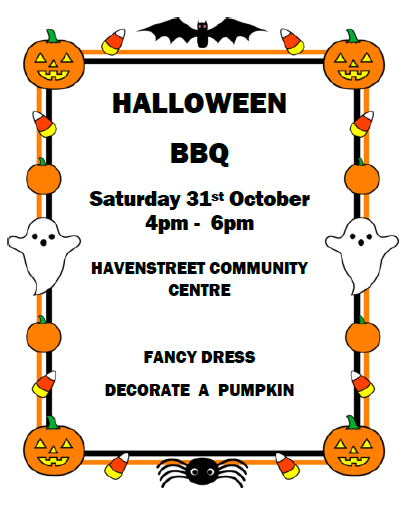 HALLOWEEN
BBQ
Saturday 31st October
4pm - 6pm
HAVENSTREET COMMUNITY
CENTRE
FANCY DRESS
DECORATE A PUMPKIN